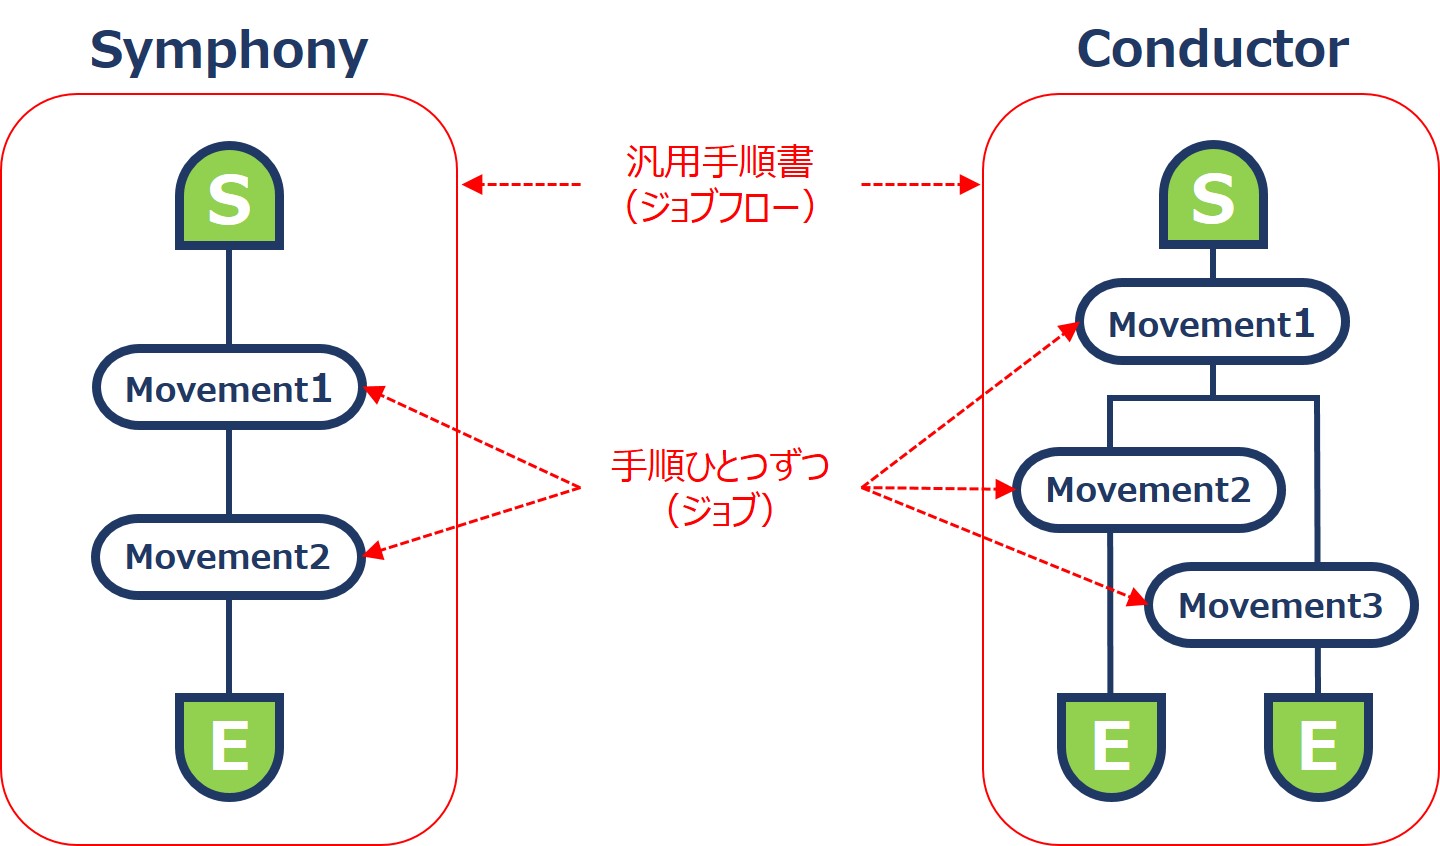 Symphony
Conductor
汎用手順書
（ジョブフロー）
S
Movement1
Movement2
E
手順ひとつずつ
（ジョブ）
S
Movement1
Movement2
Movement3
E
E